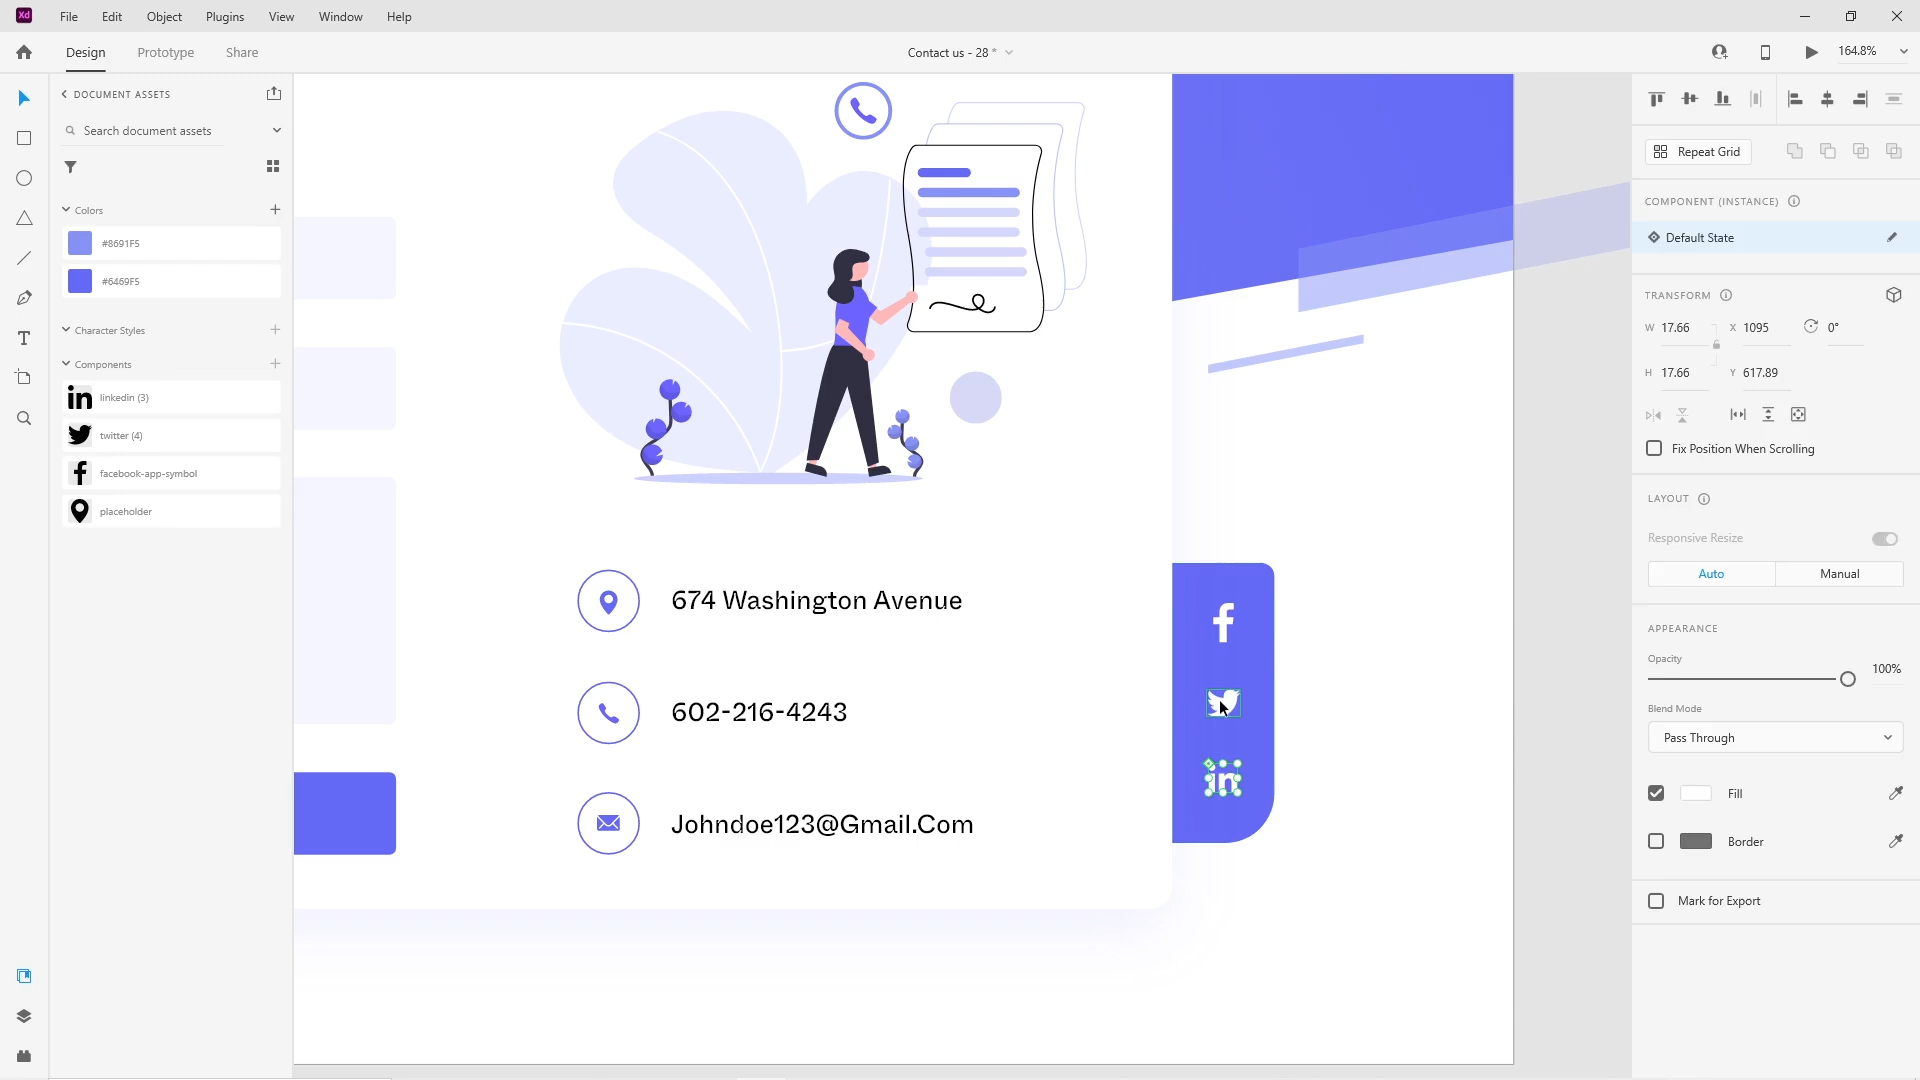 Xd File Edit Object Plugins View Window Help
Design Prototype Share Contact us - 28 * 164.8%
DOCUMENT ASSETS
Search document assets
Colors
#8691F5
#6469F5
Character Styles
Components
linkedin (3)
twitter (4)
facebook-app-symbol
placeholder
674 Washington Avenue
602-216-4243
Johndoe123@Gmail.Com
f
in
Repeat Grid
COMPONENT (INSTANCE)
Default State
TRANSFORM
W 17.66 X 1095 0°
H 17.66 Y 617.89
Fix Position When Scrolling
LAYOUT
Responsive Resize
Auto Manual
APPEARANCE
Opacity
100%
Blend Mode
Pass Through
Fill
Border
Mark for Export